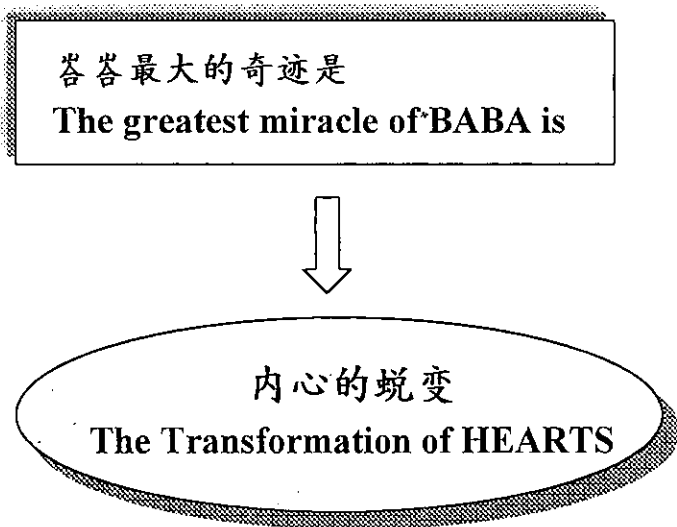 峇峇最大的奇迹是
The greatest miracle of BABA is
内心的蜕变
The Transformation of HEARTS